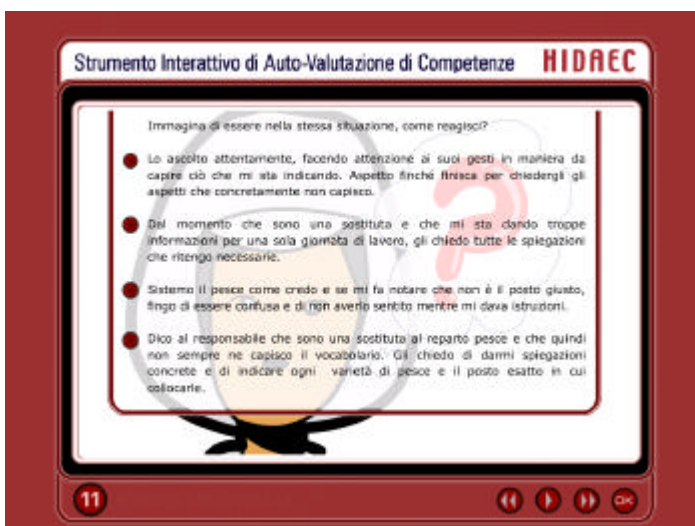 Strumento Interattivo di Auto-Valutazione di Competenze HIDAEC
Immagina di essere nella stessa situazione, come reagisci?
Lo ascolto attentamente, facendo attenzione ai suoi gesti in maniera da
capire ciò che mi sta indicando. Aspetto finché finisca per chiedergli gli
aspetti che concretamente non capisco.
Dal momento che sono una sostituta e che mi sta dando troppe
informazioni per una sola giornata di lavoro, gli chiedo tutte le spiegazioni
che ritengo necessarie.
Sistemo il pesce come credo e se mi fa notare che non è il posto giusto,
fingo di essere confusa e di non averlo sentito mentre mi dava istruzioni.
Dico al responsabile che sono una sostituta al reparto pesce e che quindi
non sempre ne capisco il vocabolario. Gli chiedo di darmi spiegazioni
concrete e di indicare ogni varietà di pesce e il posto esatto in cui
collocarle.
11 OK